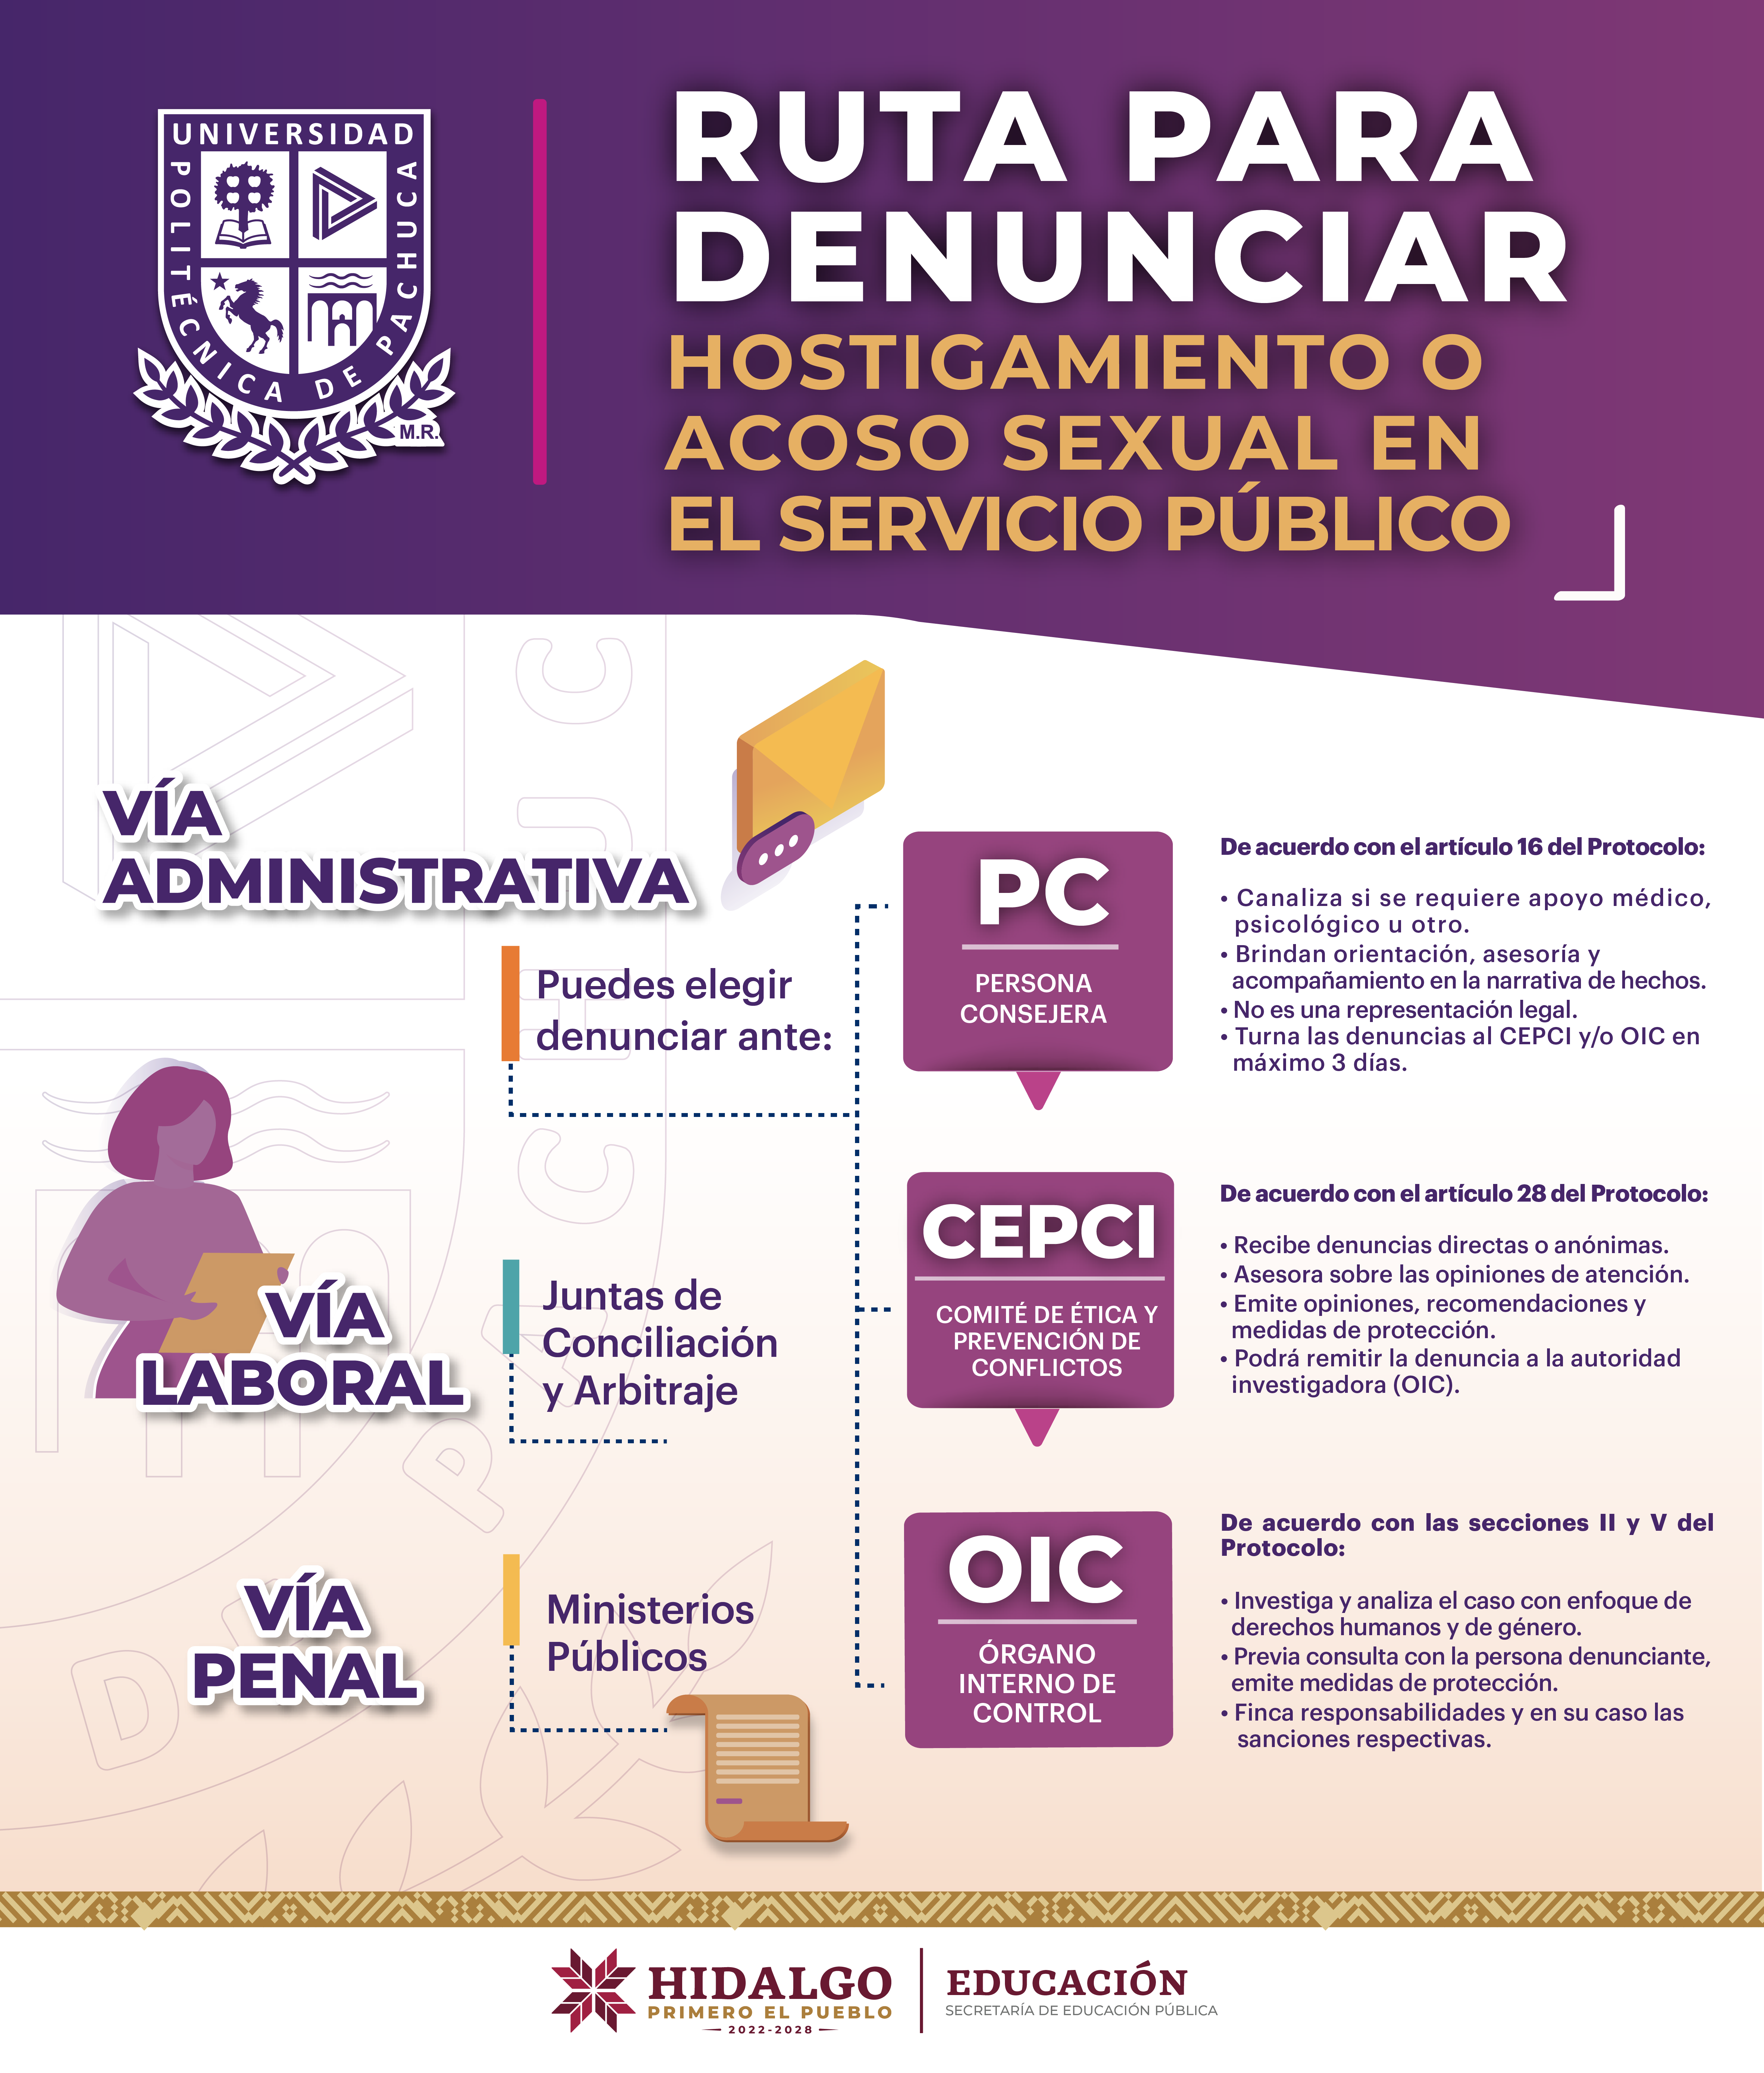 UNIVERSIDAD
POLITÉCNICA DE PACHUCA
M.R.
RUTA PARA
DENUNCIAR
HOSTIGAMIENTO O
ACOSO SEXUAL EN
EL SERVICIO PÚBLICO
VÍA
ADMINISTRATIVA
Puedes elegir
denunciar ante:
PC
PERSONA
CONSEJERA
De acuerdo con el artículo 16 del Protocolo:
• Canaliza si se requiere apoyo médico,
psicológico u otro.
• Brindan orientación, asesoría y
acompañamiento en la narrativa de hechos.
• No es una representación legal.
• Turna las denuncias al CEPCI y/o OIC en
máximo 3 días.
CEPCI
COMITÉ DE ÉTICA Y
PREVENCIÓN DE
CONFLICTOS
De acuerdo con el artículo 28 del Protocolo:
• Recibe denuncias directas o anónimas.
• Asesora sobre las opiniones de atención.
• Emite opiniones, recomendaciones y
medidas de protección.
• Podrá remitir la denuncia a la autoridad
investigadora (OIC).
OIC
ÓRGANO
INTERNO DE
CONTROL
De acuerdo con las secciones II y V del
Protocolo:
• Investiga y analiza el caso con enfoque de
derechos humanos y de género.
• Previa consulta con la persona denunciante,
emite medidas de protección.
• Finca responsabilidades y en su caso las
sanciones respectivas.
VÍA
LABORAL
Juntas de
Conciliación
y Arbitraje
VÍA
PENAL
Ministerios
Públicos
HIDALGO
PRIMERO EL PUEBLO
2022-2028
EDUCACIÓN
SECRETARÍA DE EDUCACIÓN PÚBLICA